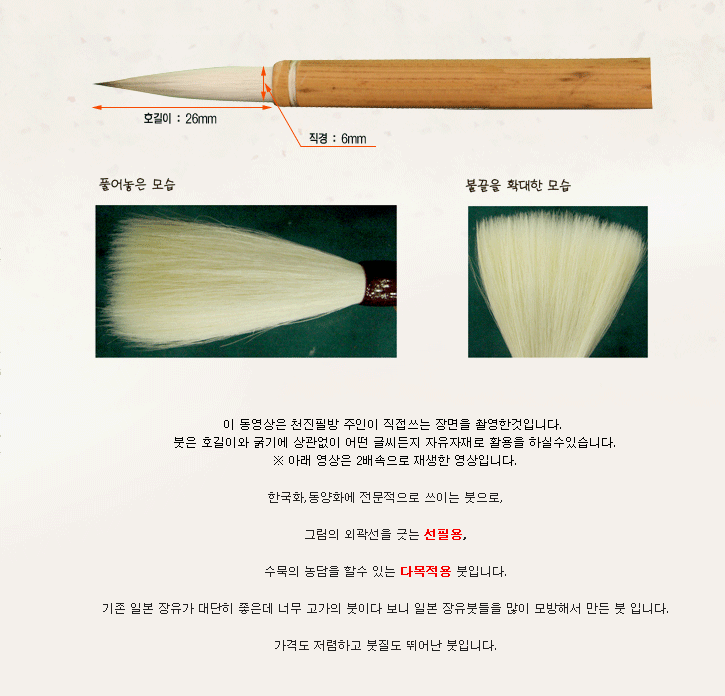 호길이 : 26mm
직경 : 6mm
풀어놓은 모습
붙끝을 확대한 모습
이 동영상은 천진필방 주인이 직접쓰는 장면을 촬영한것입니다.
붓은 호길이와 굵기에 상관없이 어떤 글씨든지 자유자재로 활용을 하실수있습니다.
※ 아래 영상은 2배속으로 재생한 영상입니다.
한국화,동양화에 전문적으로 쓰이는 붓으로,
그림의 외곽선을 긋는 선필용,
수묵의 농담을 할수 있는 다목적용 붓입니다.
기존 일본 장유가 대단히 좋은데 너무 고가의 붓이다 보니 일본 장유붓들을 많이 모방해서 만든 붓 입니다.
가격도 저렴하고 붓질도 뛰어난 붓입니다.